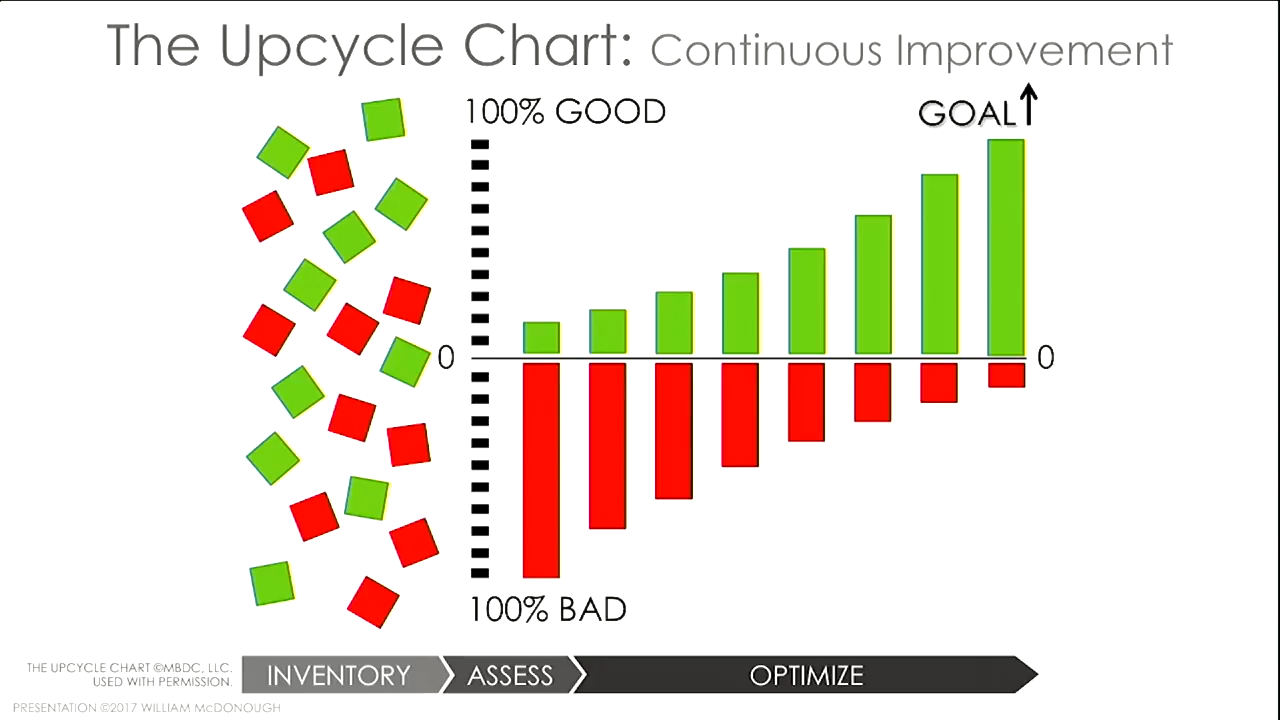 The Upcycle Chart: Continuous Improvement
100% GOOD
GOAL
0
0
100% BAD
INVENTORY
ASSESS
OPTIMIZE
THE UPCYCLE CHART ©MBDC, LLC.
USED WITH PERMISSION.
PRESENTATION ©2017 WILLIAM McDONOUGH